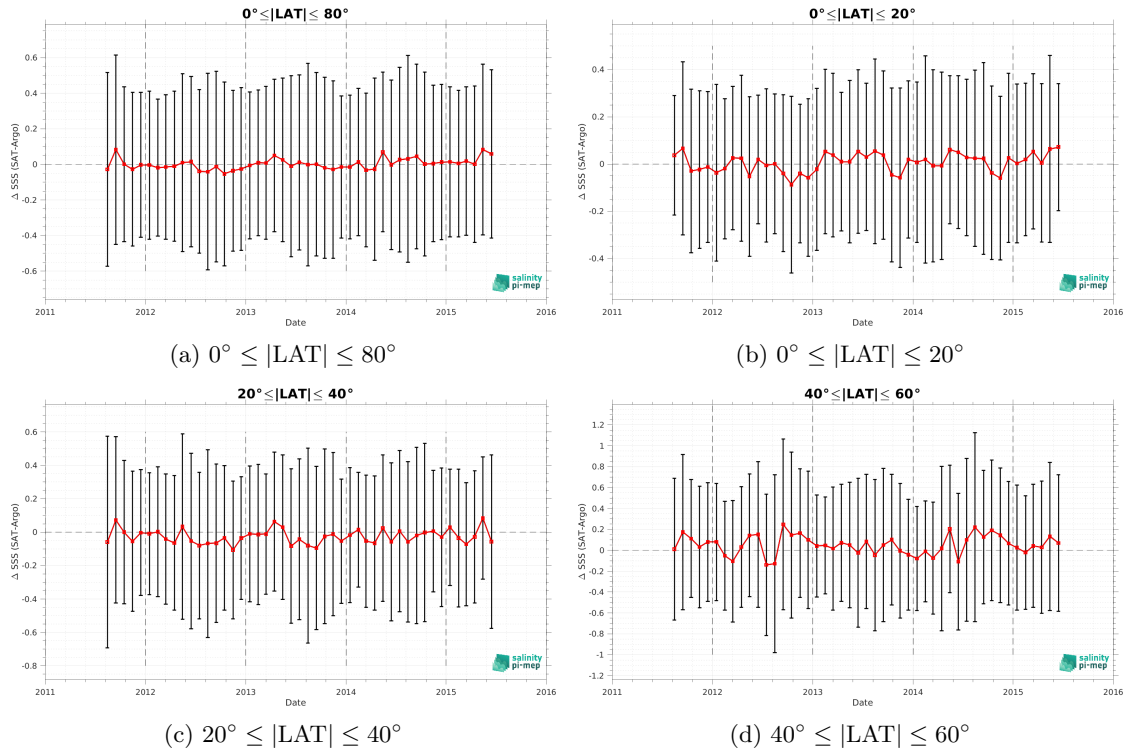 0°≤|LAT|≤ 80°
Δ SSS (SAT-Argo)
0.6
0.4
0.2
0
-0.2
-0.4
-0.6
salinity
pi-mep
2011 2012 2013 2014 2015 2016
Date
(a) 0° ≤ |LAT| ≤ 80°
0°≤|LAT|≤ 20°
Δ SSS (SAT-Argo)
0.4
0.2
0
-0.2
-0.4
salinity
pi-mep
2011 2012 2013 2014 2015 2016
Date
(b) 0° ≤ |LAT| ≤ 20°
20°≤|LAT|≤ 40°
Δ SSS (SAT-Argo)
0.6
0.4
0.2
0
-0.2
-0.4
-0.6
-0.8
salinity
pi-mep
2011 2012 2013 2014 2015 2016
Date
(c) 20° ≤ |LAT| ≤ 40°
40°≤|LAT|≤ 60°
Δ SSS (SAT-Argo)
1.2
1
0.8
0.6
0.4
0.2
0
-0.2
-0.4
-0.6
-0.8
-1
-1.2
salinity
pi-mep
2011 2012 2013 2014 2015 2016
Date
(d) 40° ≤ |LAT| ≤ 60°